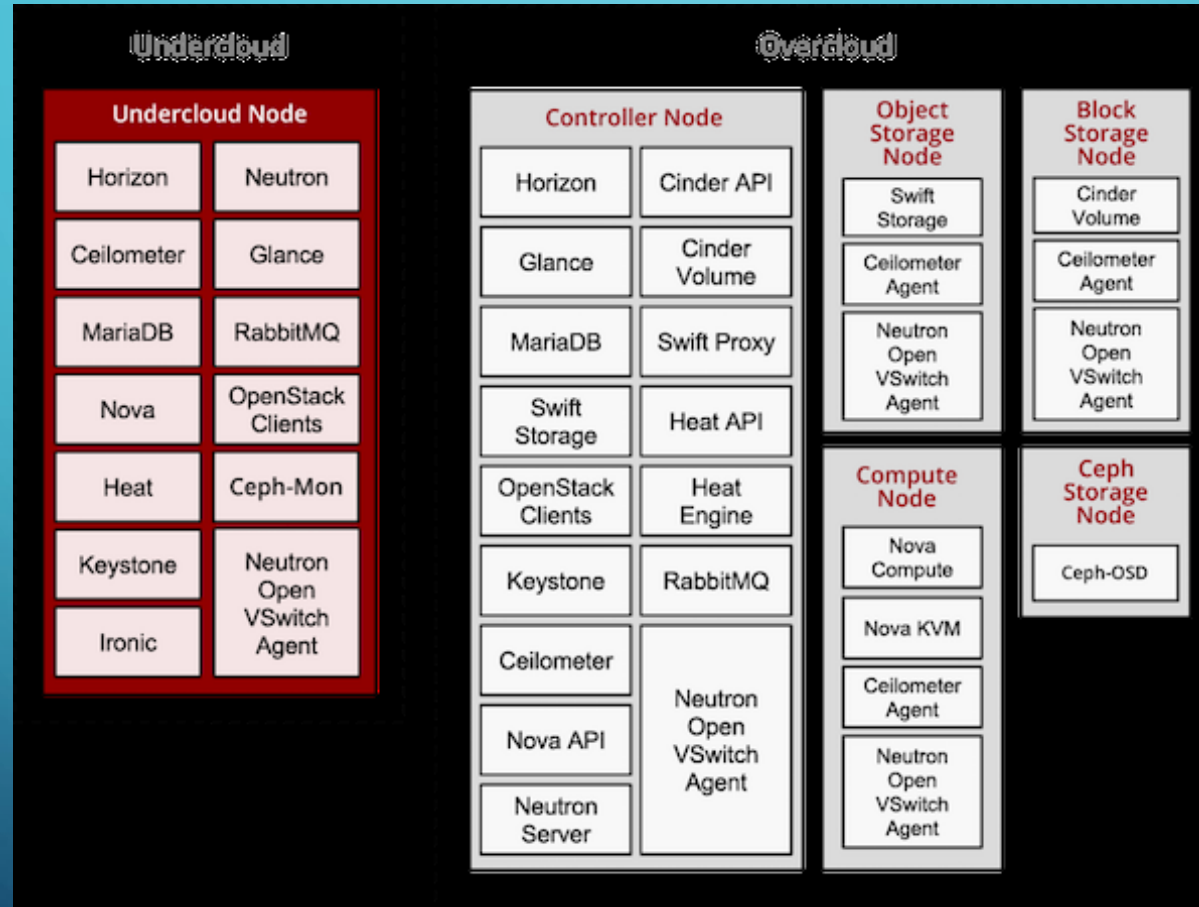 Undercloud
Overcloud
Undercloud Node
Horizon
Neutron
Ceilometer
Glance
MariaDB
RabbitMQ
Nova
OpenStack
Clients
Heat
Ceph-Mon
Keystone
Neutron
Open
VSwitch
Agent
Ironic
Controller Node
Horizon
Cinder API
Glance
Cinder
Volume
MariaDB
Swift Proxy
Swift
Storage
Heat API
OpenStack
Clients
Heat
Engine
Keystone
RabbitMQ
Ceilometer
Neutron
Open
VSwitch
Agent
Nova API
Neutron
Server
Object
Storage
Node
Swift
Storage
Ceilometer
Agent
Neutron
Open
VSwitch
Agent
Block
Storage
Node
Cinder
Volume
Ceilometer
Agent
Neutron
Open
VSwitch
Agent
Compute
Node
Nova
Compute
Nova KVM
Ceilometer
Agent
Neutron
Open
VSwitch
Agent
Ceph
Storage
Node
Ceph-OSD